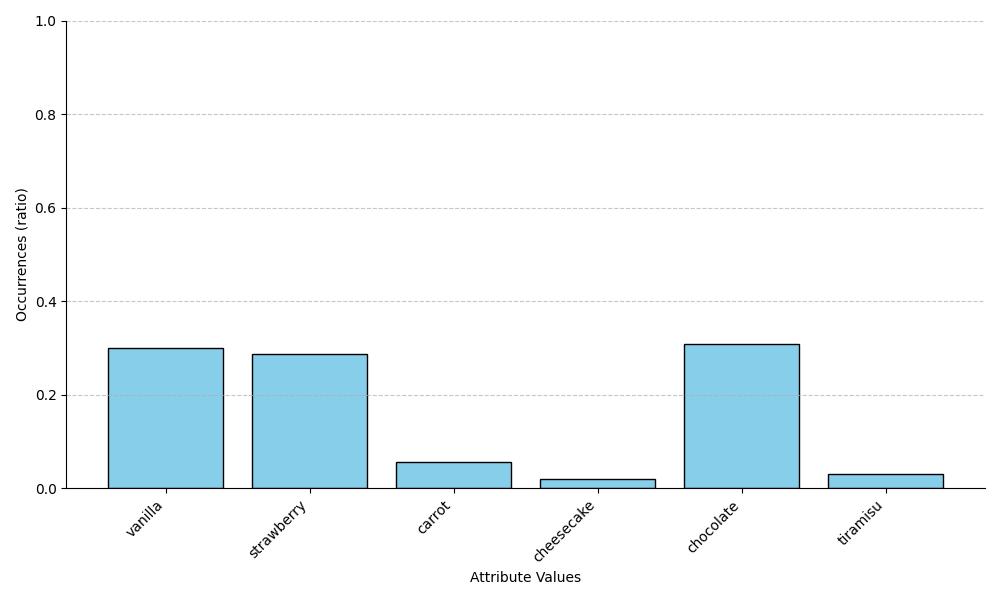 1.0
0.8
0.6
0.4
0.2
0.0
Occurrences (ratio)
vanilla
strawberry
carrot
cheesecake
chocolate
tiramisu
Attribute Values